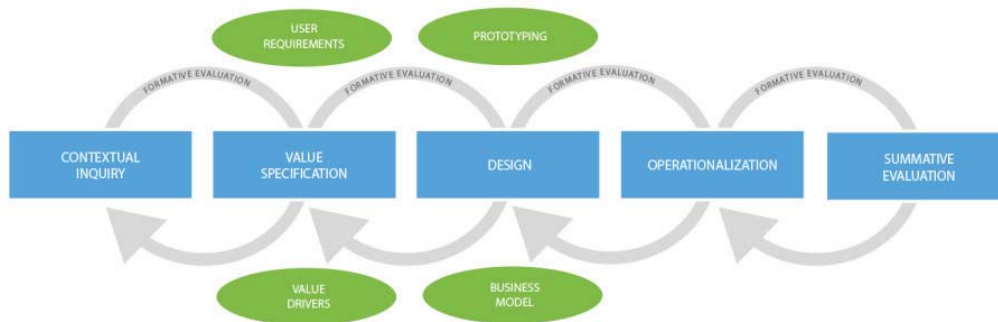 USER
REQUIREMENTS
PROTOTYPING
FORMATIVE EVALUATION
FORMATIVE EVALUATION
FORMATIVE EVALUATION
FORMATIVE EVALUATION
CONTEXTUAL
INQUIRY
VALUE
SPECIFICATION
DESIGN
OPERATIONALIZATION
SUMMATIVE
EVALUATION
VALUE
DRIVERS
BUSINESS
MODEL